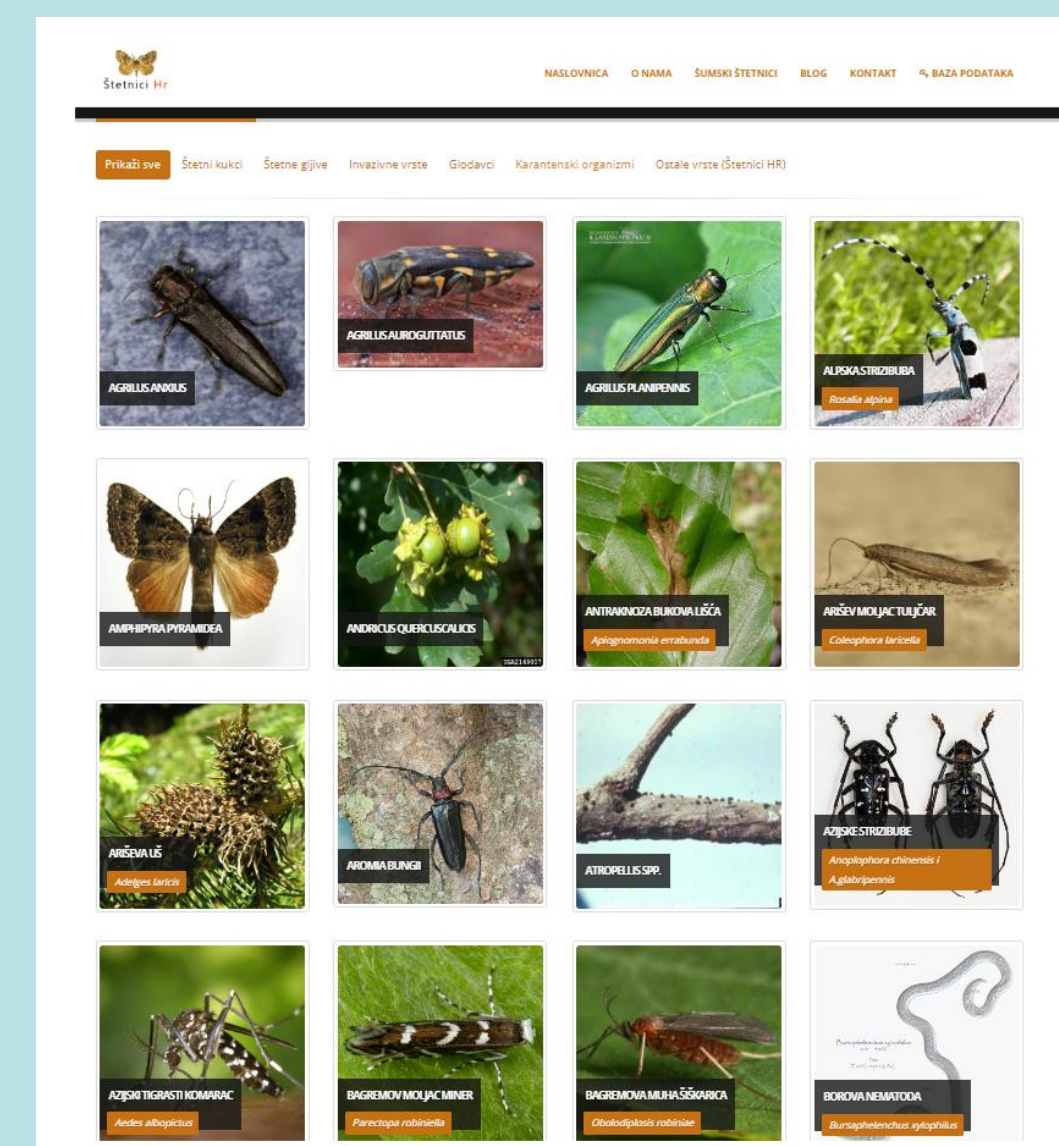 Štetnici Hr
NASLOVNICA O NAMA ŠUMSKI ŠTETNICI BLOG KONTAKT BAZA PODATAKA
Prikaži sve Štetni kukci Štetne gljive Invazivne vrste Glodavci Karantenski organizmi Ostale vrste (Štetnici HR)
AGRILUS ANXIUS
AGRILUS AUROGUTTATUS
AGRILUS PLANIPENNIS
ALPSKA STRIZIBUBA
Rosalia alpina
AMPHIPYRA PYRAMIDEA
ANDRICUS QUERCUSCALICIS
ANTRAKNOZA BUKOVA LIŠĆA
Apiognomonia errabunda
ARIŠEV MOLJAC TULJČAR
Coleophora laricella
ARIŠEVA UŠ
Adelges laricis
AROMIA BUNGII
ATROPELLIS SPP.
AZIJSKE STRIZIBUBE
Anoplophora chinensis i
A.glabripennis
AZIJSKI TIGRASTI KOMARAC
Aedes albopictus
BAGREMOV MOLJAC MINER
Parectopa robiniella
BAGREMOVA MUHA ŠIŠKARICA
Obolodiplosis robiniae
BOROVA NEMATODA
Bursaphelenchus xylophilus